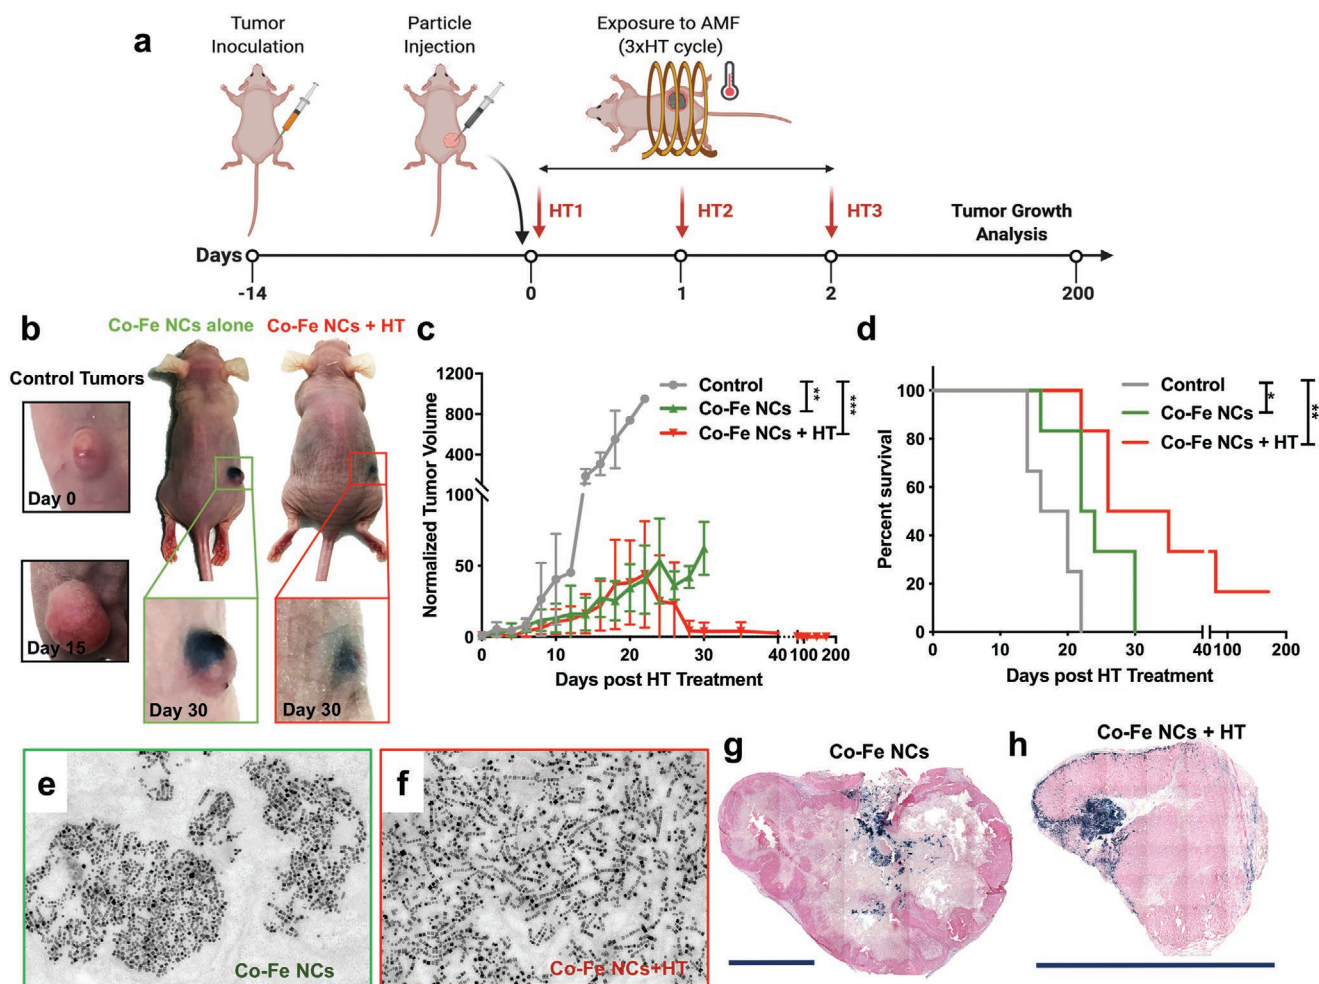 a
Tumor
Inoculation
Particle
Injection
Exposure to AMF
(3xHT cycle)
HT1
HT2
HT3
Tumor Growth
Analysis
Days
-14
0
1
2
200
b
Co-Fe NCs alone
Co-Fe NCs + HT
Control Tumors
Day 0
Day 15
Day 30
Day 30
c
1200
800
400
100
50
0
Normalized Tumor Volume
Control
Co-Fe NCs
Co-Fe NCs + HT
**
***
0
10
20
30
40
100
200
Days post HT Treatment
d
100
80
60
40
20
0
Percent survival
Control
Co-Fe NCs
Co-Fe NCs + HT
*
**
0
10
20
30
40
100
200
Days post HT Treatment
e
Co-Fe NCs
f
Co-Fe NCs+HT
g
Co-Fe NCs
h
Co-Fe NCs + HT